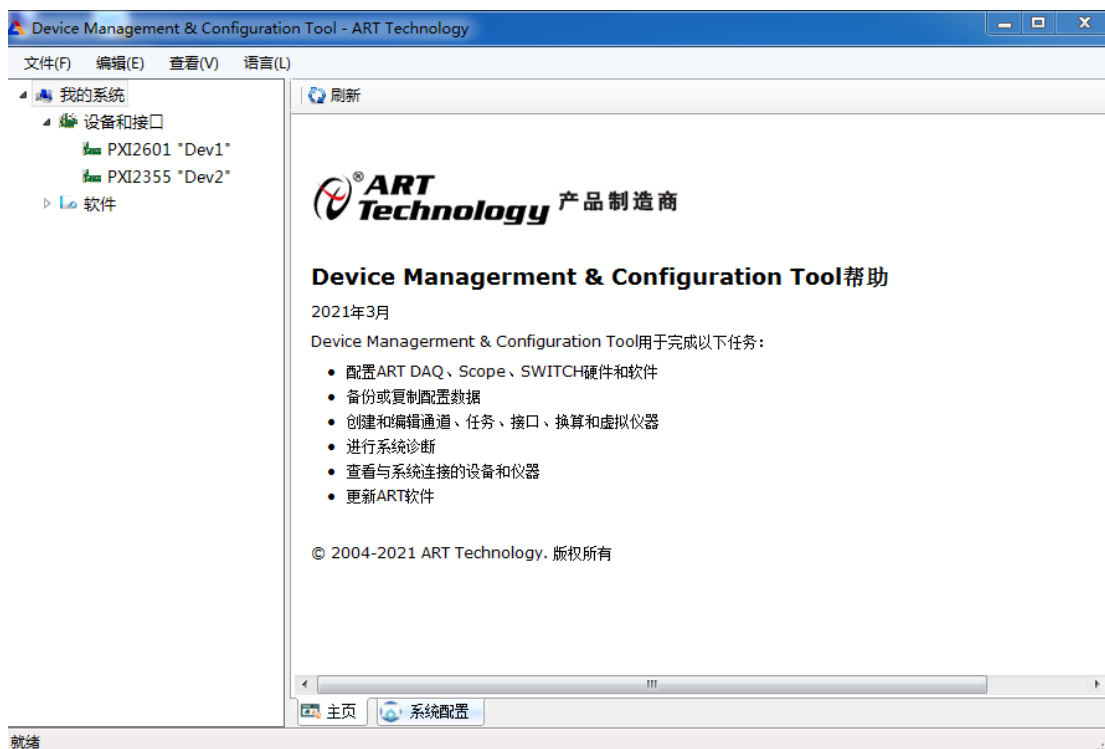 Device Management & Configuration Tool - ART Technology
文件(F) 编辑(E) 查看(V) 语言(L)
我的系统
设备和接口
PXI2601 "Dev1"
PXI2355 "Dev2"
软件
刷新
®ART
Technology 产品制造商
Device Managerment & Configuration Tool帮助
2021年3月
Device Managerment & Configuration Tool用于完成以下任务：
• 配置ART DAQ、Scope、SWITCH硬件和软件
• 备份或复制配置数据
• 创建和编辑通道、任务、接口、换算和虚拟仪器
• 进行系统诊断
• 查看与系统连接的设备和仪器
• 更新ART软件
© 2004-2021 ART Technology. 版权所有
主页 系统配置
就绪